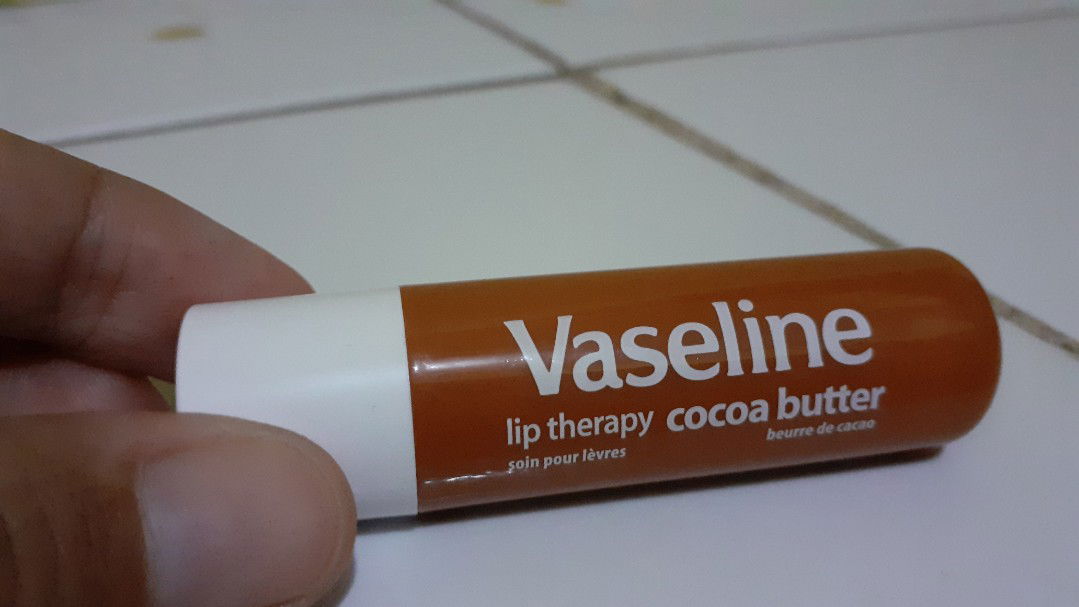 Vaseline
lip therapy cocoa butter
soin pour lèvres beurre de cacao